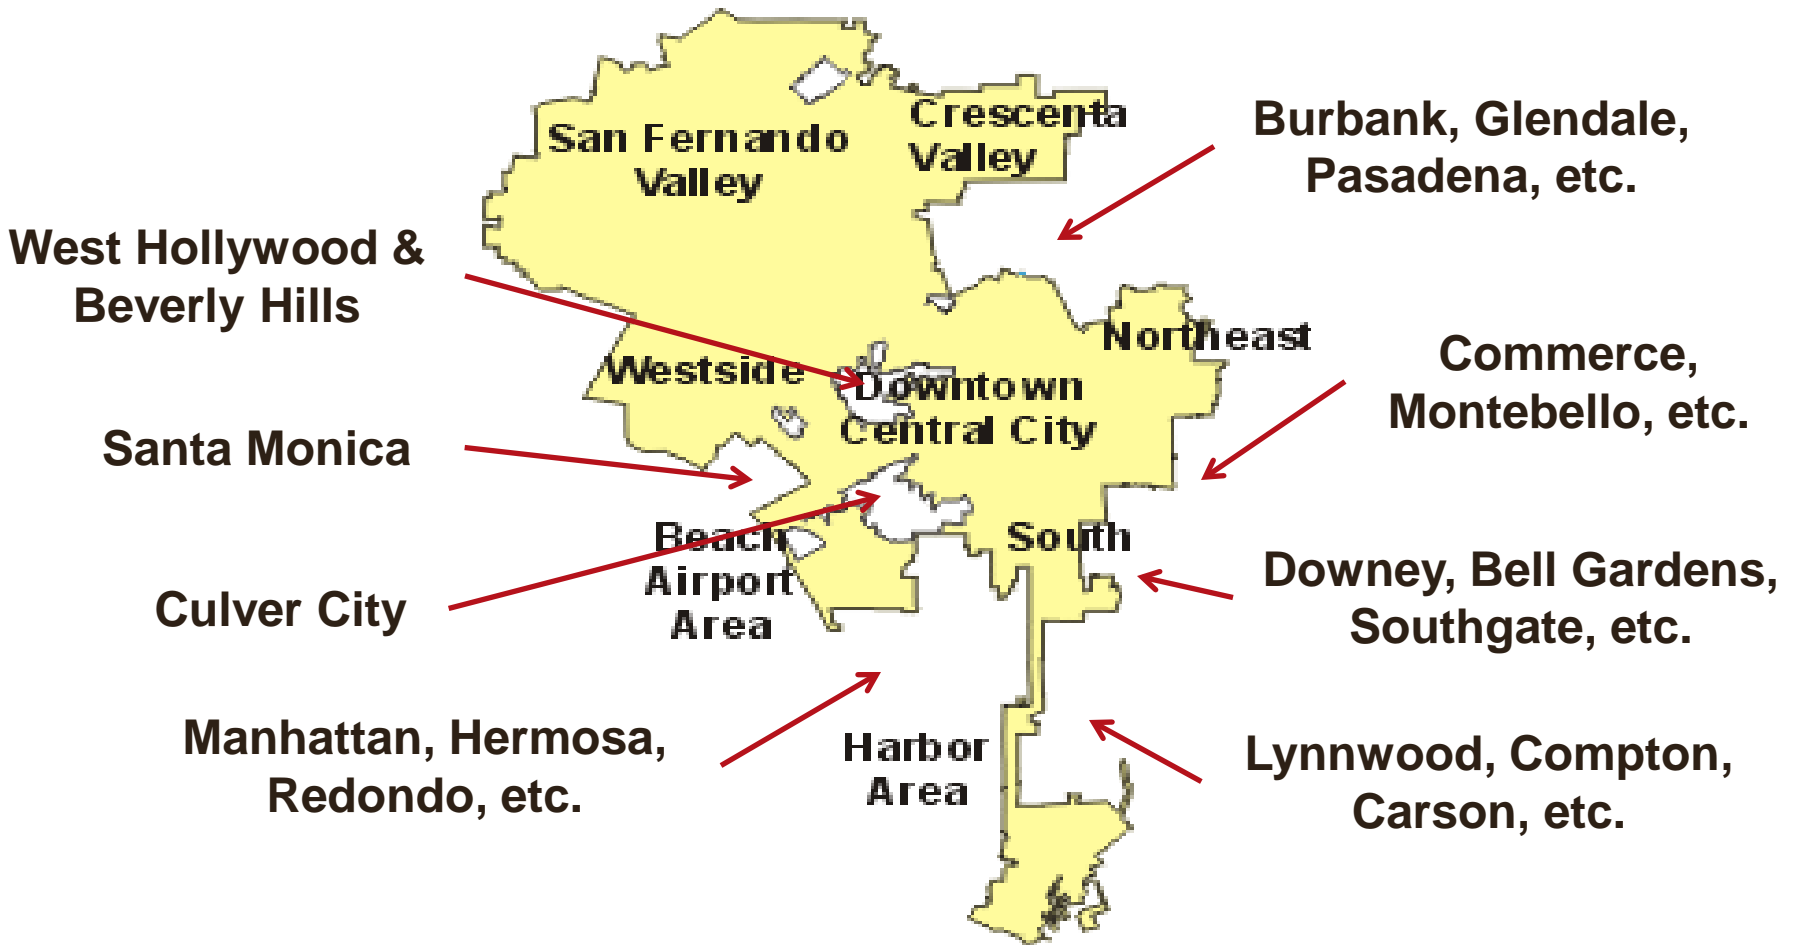 San Fernando
Valley
Crescenta
Valley
Burbank, Glendale,
Pasadena, etc.
West Hollywood &
Beverly Hills
Westside
Downtown
Central City
Northeast
Commerce,
Montebello, etc.
Santa Monica
Culver City
Beach
Airport
Area
South
Downey, Bell Gardens,
Southgate, etc.
Manhattan, Hermosa,
Redondo, etc.
Harbor
Area
Lynnwood, Compton,
Carson, etc.